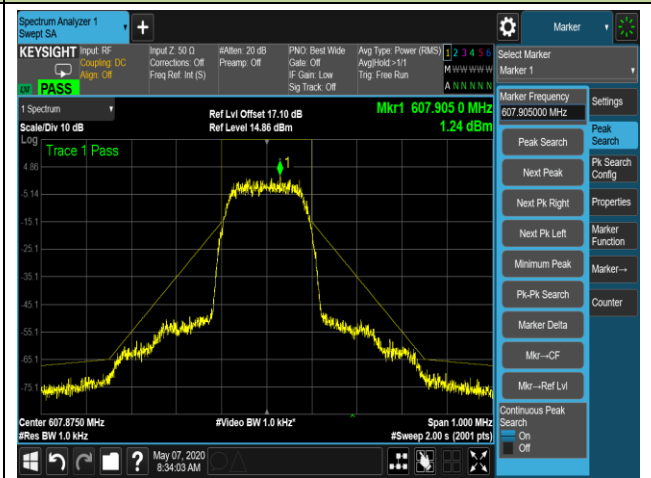 Spectrum Analyzer 1
Swept SA
+
Marker
KEYSIGHT
Input: RF
Coupling: DC
Align: Off
Input Z: 50 Ω
Corrections: Off
Freq Ref: Int (S)
#Atten: 20 dB
Preamp: Off
PNO: Best Wide
Gate: Off
IF Gain: Low
Sig Track: Off
Avg Type: Power (RMS)
Avg|Hold:>1/1
Trig: Free Run
1 2 3 4 5 6
M W W W W W
A N N N N N
LXI
PASS
Select Marker
Marker 1
1 Spectrum
Scale/Div 10 dB
Log
Ref Lvl Offset 17.10 dB
Ref Level 14.86 dBm
Mkr1 607.905 0 MHz
1.24 dBm
Trace 1 Pass
1
4.86
-5.14
-15.1
-25.1
-35.1
-45.1
-55.1
-65.1
-75.1
Center 607.8750 MHz
#Res BW 1.0 kHz
#Video BW 1.0 kHz*
Span 1.000 MHz
#Sweep 2.00 s (2001 pts)
Marker Frequency
607.905000 MHz
Peak Search
Next Peak
Next Pk Right
Next Pk Left
Minimum Peak
Pk-Pk Search
Marker Delta
Mkr→CF
Mkr→Ref Lvl
Continuous Peak
Search
On
Off
Settings
Peak
Search
Pk Search
Config
Properties
Marker
Function
Marker→
Counter
?
May 07, 2020
8:34:03 AM